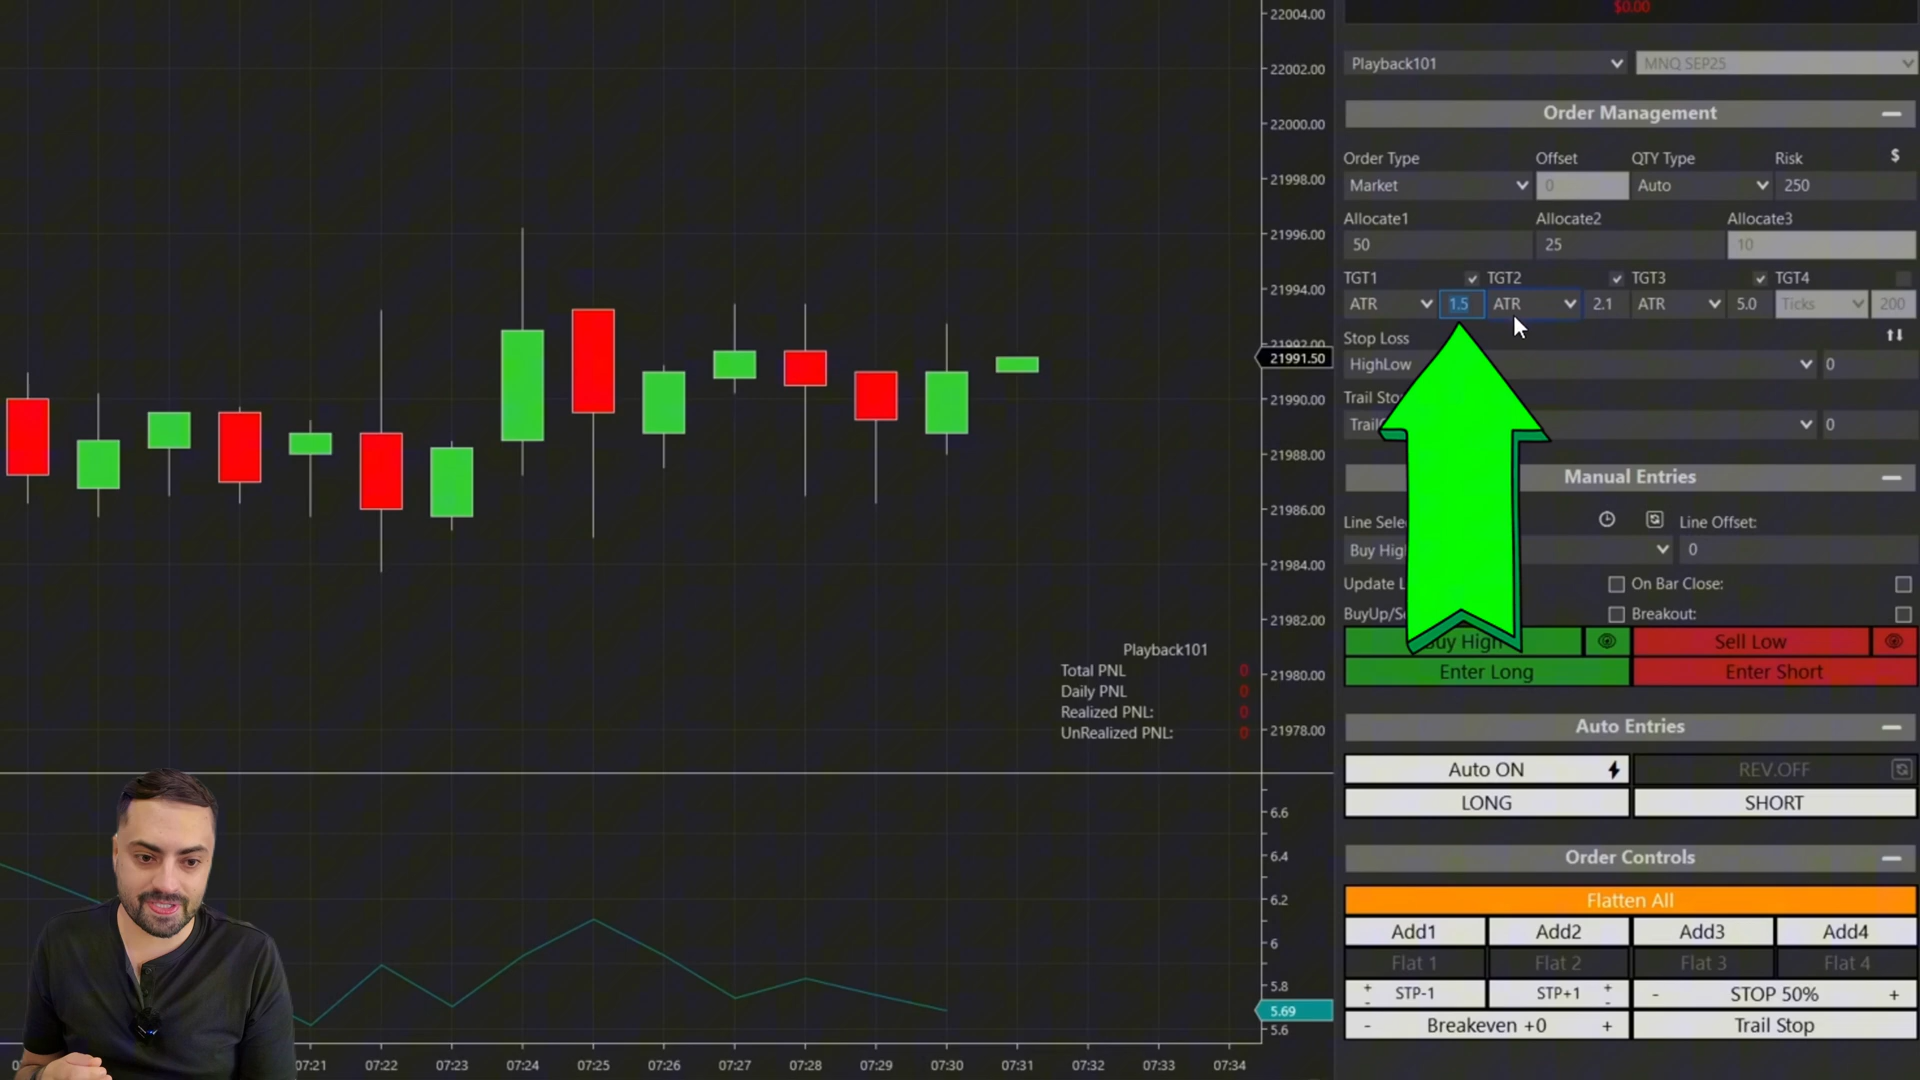 $0.00
22004.00
22002.00
22000.00
21998.00
21996.00
21994.00
21991.50
21990.00
21988.00
21986.00
21984.00
21982.00
21980.00
21978.00
Playback101
Total PNL 0
Daily PNL 0
Realized PNL: 0
UnRealized PNL: 0
6.6
6.4
6.2
6
5.8
5.69
5.6
07:21 07:22 07:23 07:24 07:25 07:26 07:27 07:28 07:29 07:30 07:31 07:32 07:33 07:34
Playback101 MNQ SEP25
Order Management
Order Type Offset QTY Type Risk $
Market 0 Auto 250
Allocate1 Allocate2 Allocate3
50 25 10
TGT1 TGT2 TGT3 TGT4
ATR 1.5 ATR 2.1 ATR 5.0 Ticks 200
Stop Loss
HighLow 0
Trail
0
Manual Entries
Line Line Offset:
Buy 0
Update On Bar Close:
Breakout:
Buy High Sell Low
Enter Long Enter Short
Auto Entries
Auto ON REV.OFF
LONG SHORT
Order Controls
Flatten All
Add1 Add2 Add3 Add4
Flat 1 Flat 2 Flat 3 Flat 4
+ - STP-1 STP+1 + - - STOP 50% +
- Breakeven +0 + Trail Stop